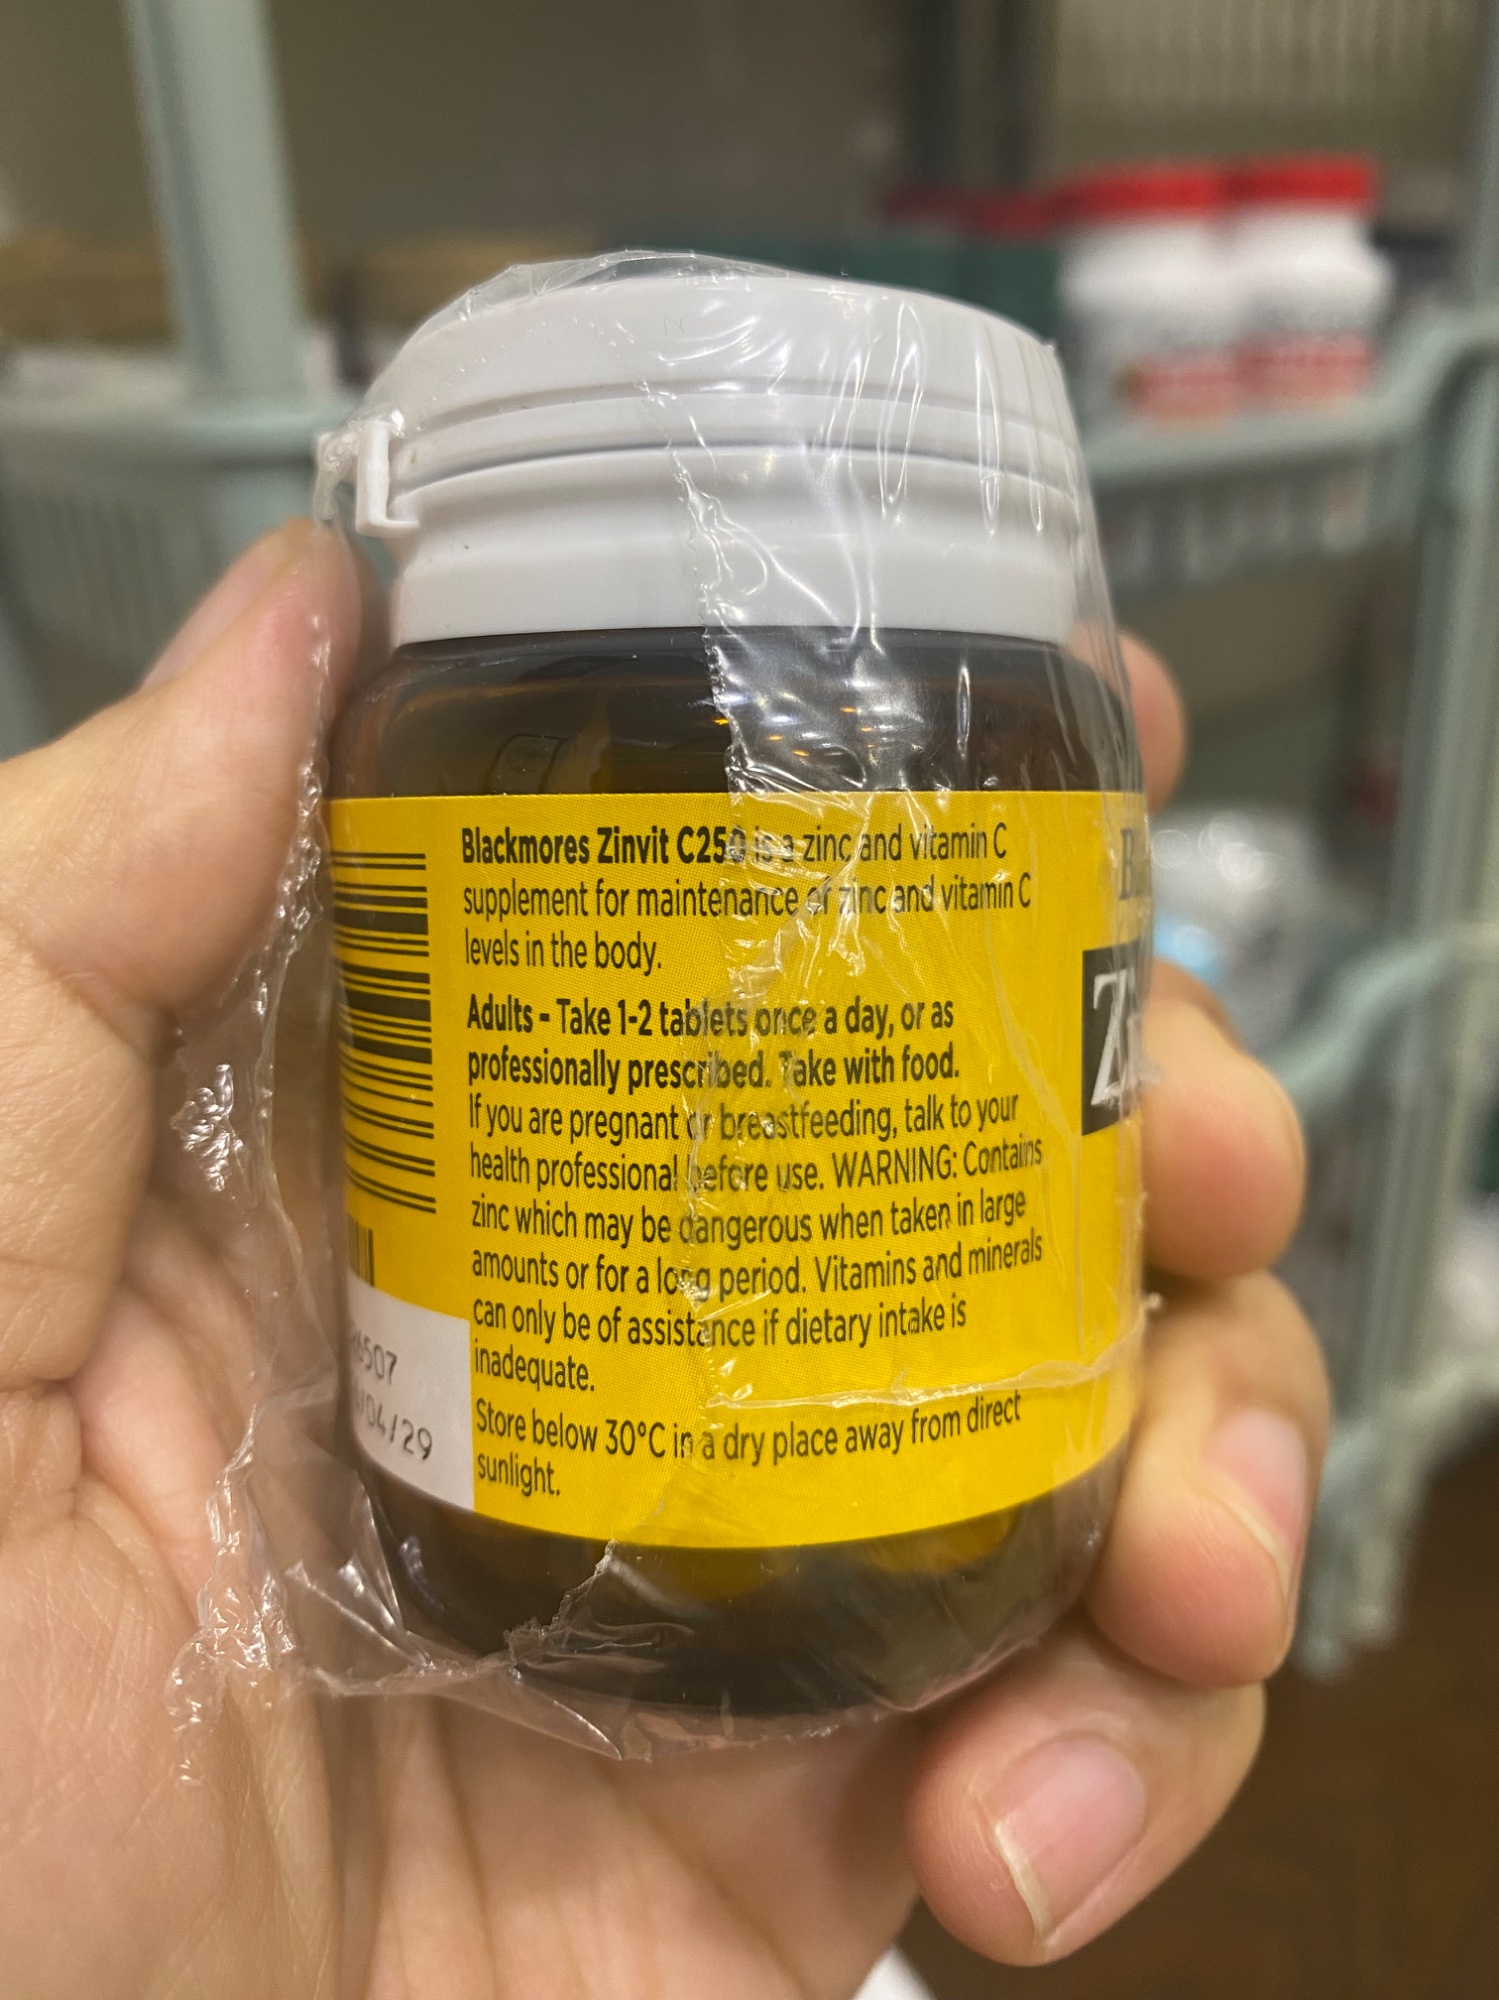 Blackmores Zinvit C250 is a zinc and vitamin C
supplement for maintenance of zinc and vitamin C
levels in the body.
Adults - Take 1-2 tablets once a day, or as
professionally prescribed. Take with food.
If you are pregnant or breastfeeding, talk to your
health professional before use. WARNING: Contains
zinc which may be dangerous when taken in large
amounts or for a long period. Vitamins and minerals
can only be of assistance if dietary intake is
inadequate.
Store below 30°C in a dry place away from direct
sunlight.
6507
/04/29